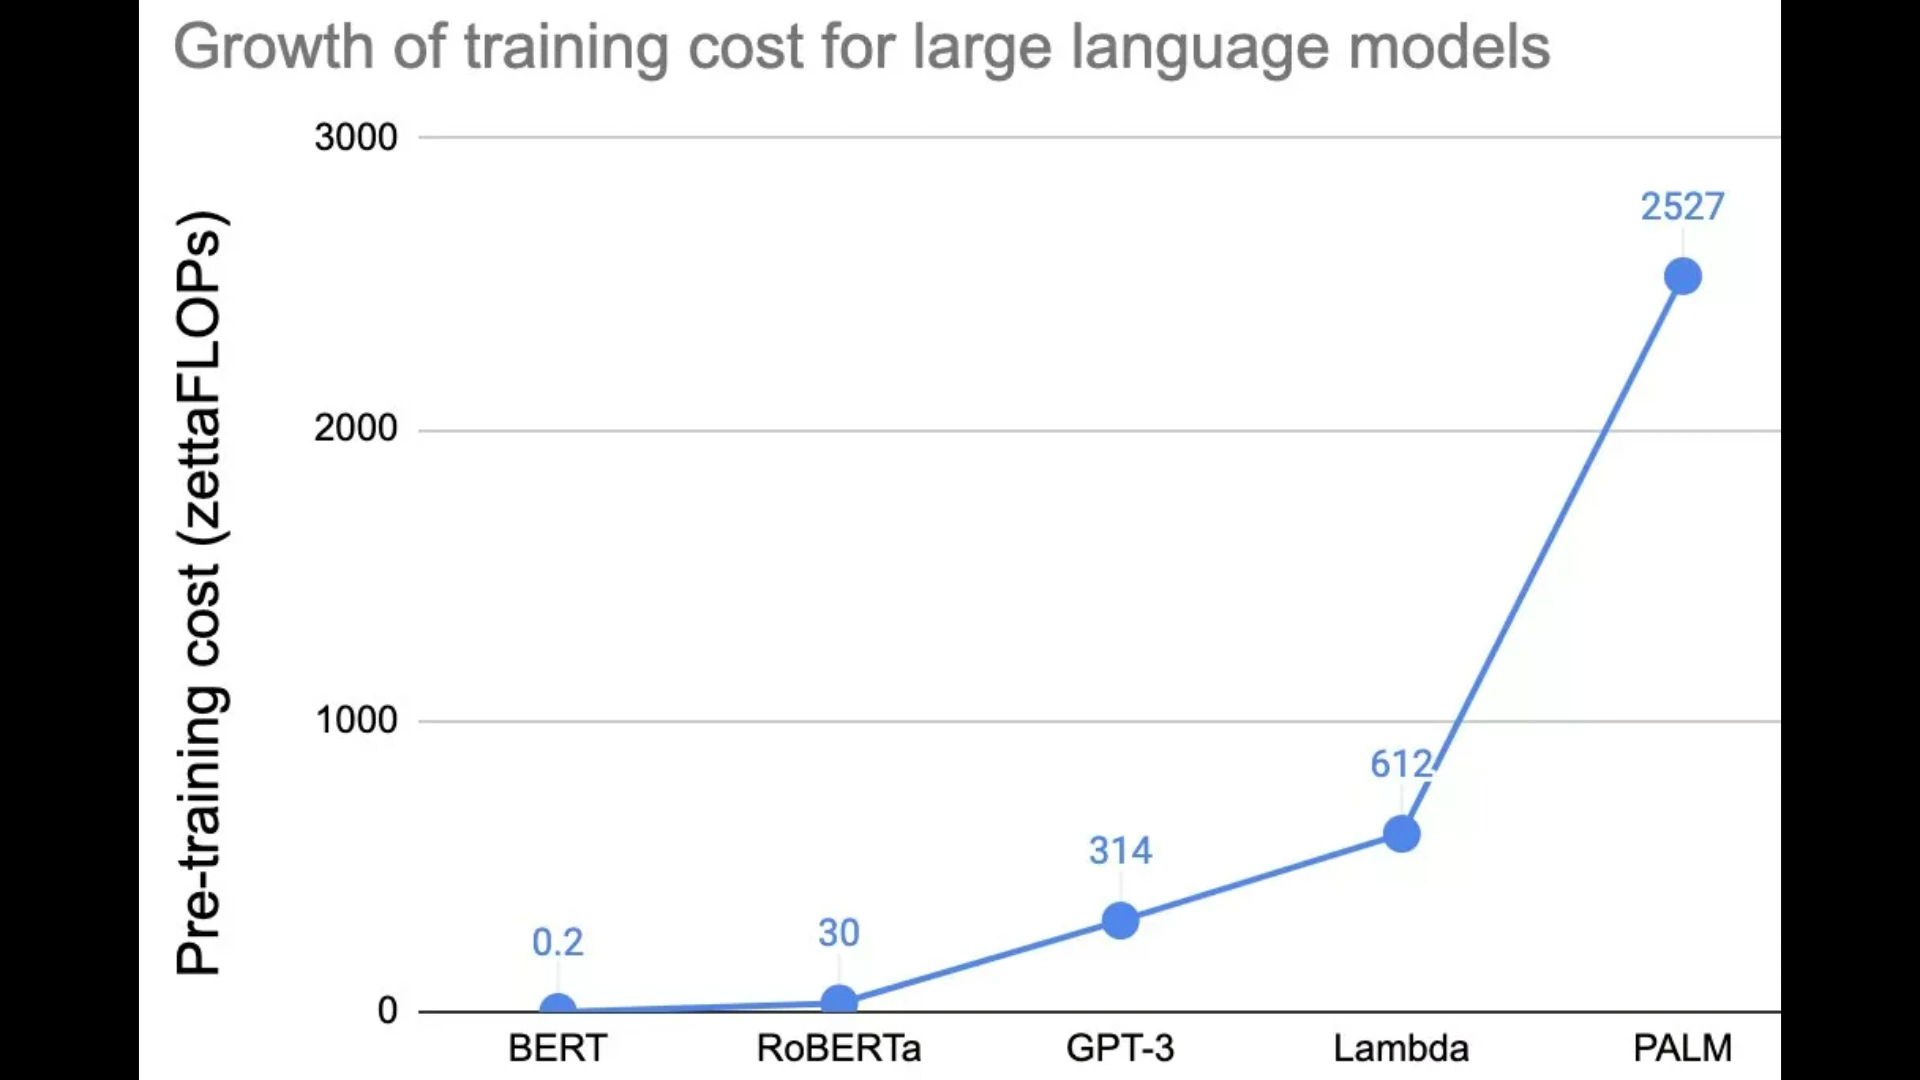 Growth of training cost for large language models
Pre-training cost (zettaFLOPs)
3000
2000
1000
0
0.2
30
314
612
2527
BERT
RoBERTa
GPT-3
Lambda
PALM